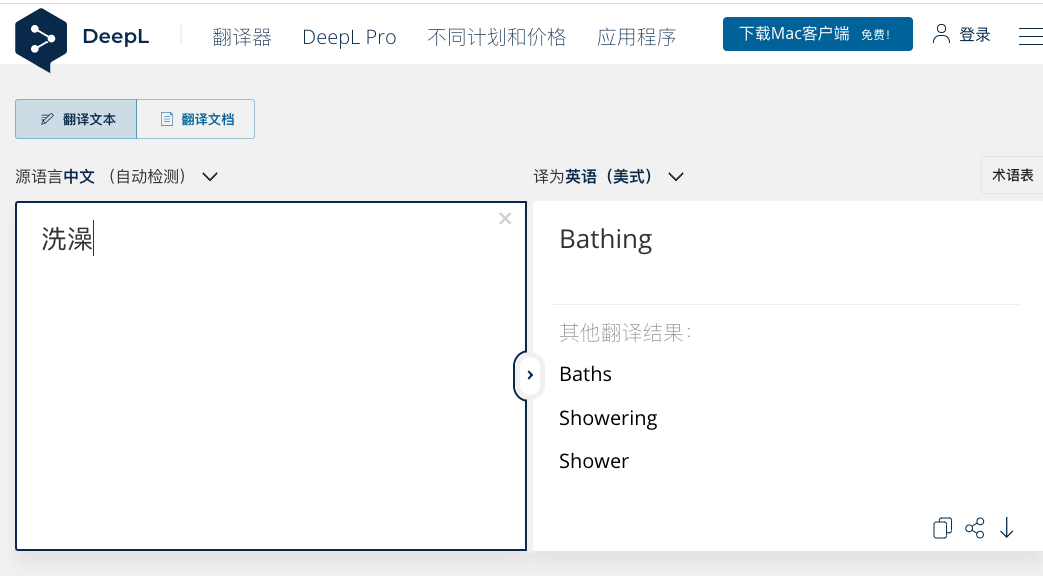 DeepL 翻译器 DeepL Pro 不同计划和价格 应用程序 下载Mac客户端 免费! 登录
翻译文本 翻译文档
源语言中文 （自动检测） 译为英语（美式） 术语表
洗澡
Bathing
其他翻译结果：
Baths
Showering
Shower